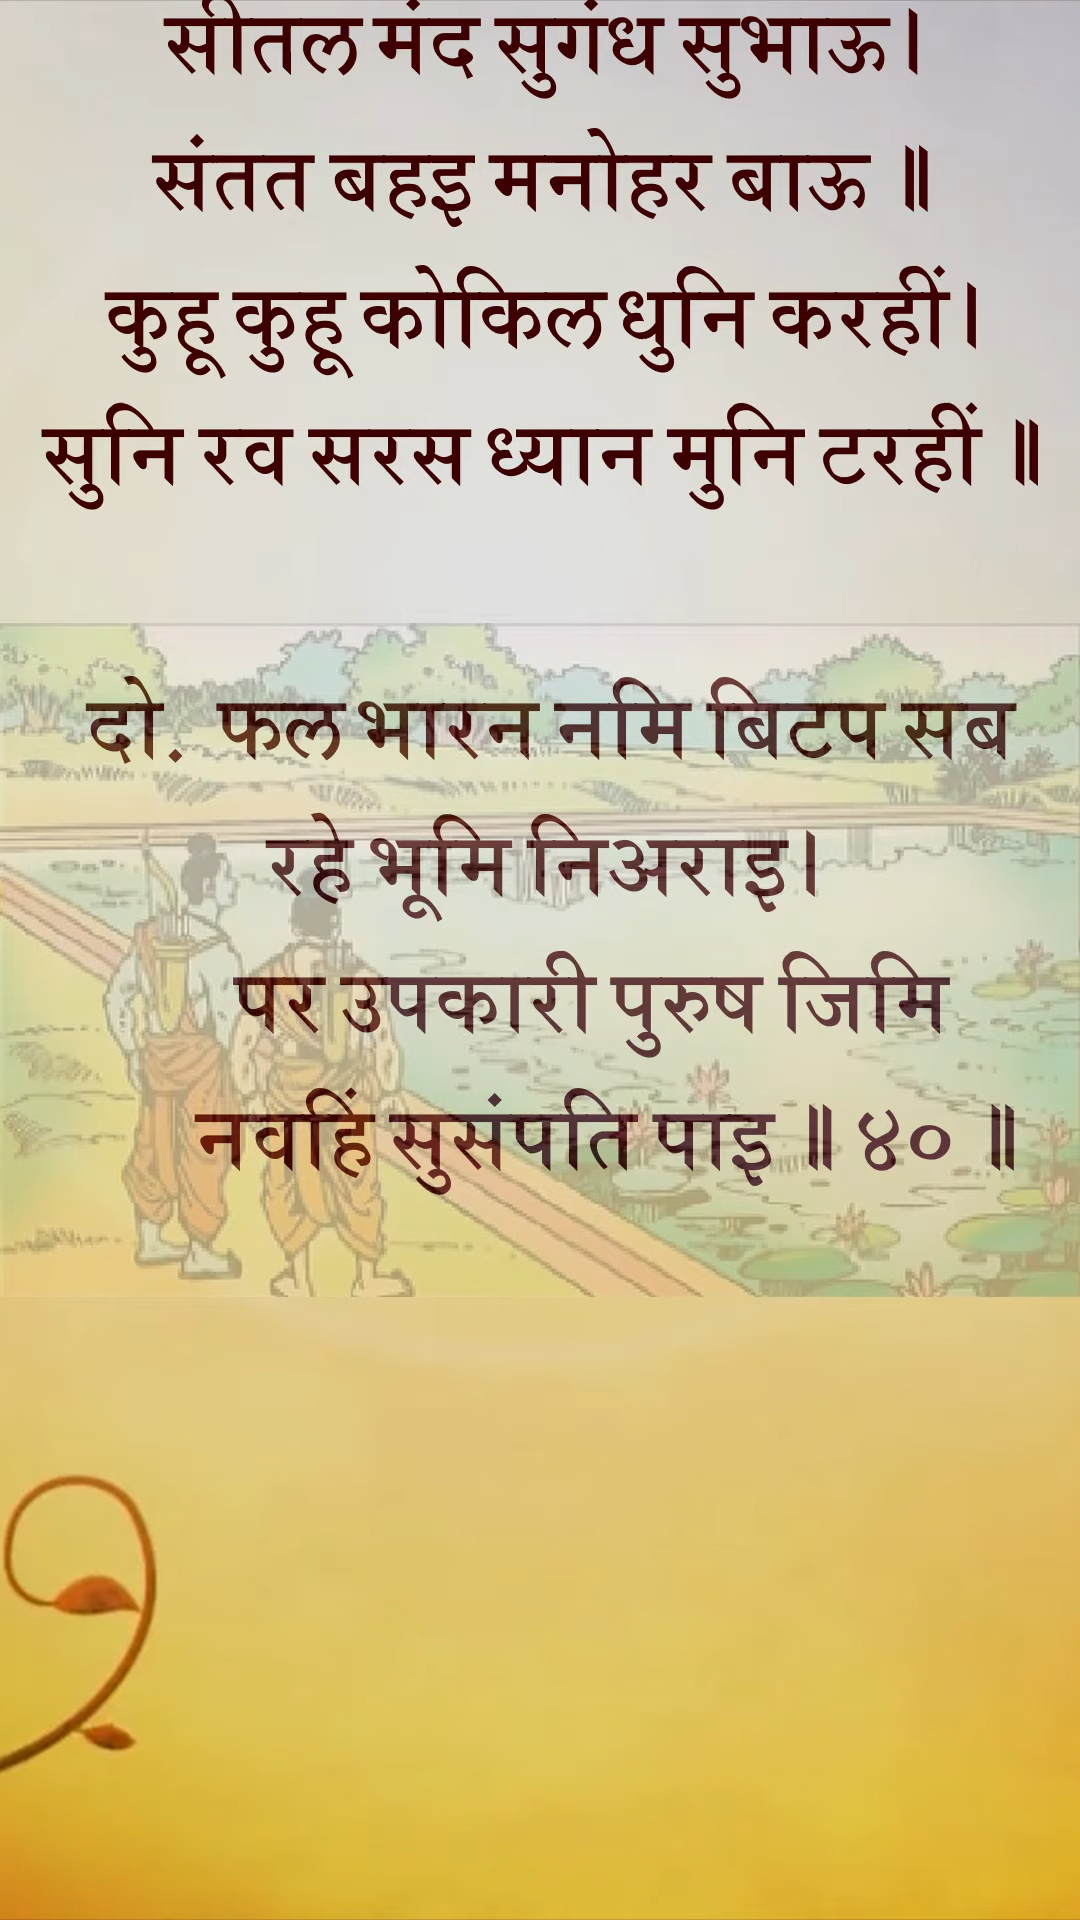 सीतल मंद सुगंध सुभाऊ।
संतत बहइ मनोहर बाऊ ॥
कुहू कुहू कोकिल धुनि करहीं।
सुनि रव सरस ध्यान मुनि टरहीं ॥
दो. फल भारन नमि बिटप सब
रहे भूमि निअराइ।
पर उपकारी पुरुष जिमि
नवहिं सुसंपति पाइ ॥ ४० ॥